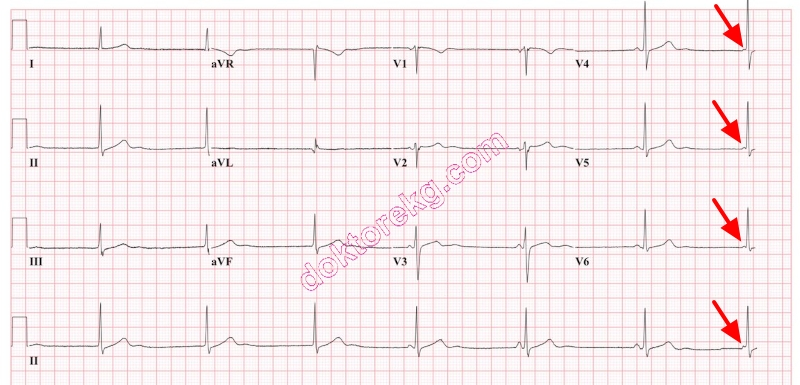 I aVR V1 V4
II aVL V2 V5
III aVF V3 V6
II
doktorekg.com